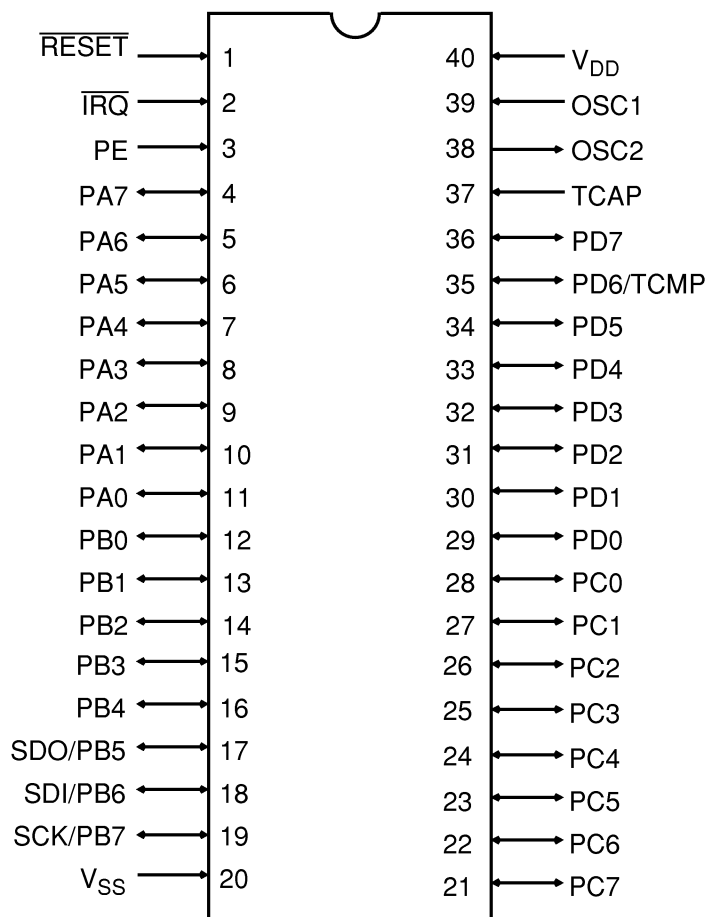 RESET 1 40 VDD
IRQ 2 39 OSC1
PE 3 38 OSC2
PA7 4 37 TCAP
PA6 5 36 PD7
PA5 6 35 PD6/TCMP
PA4 7 34 PD5
PA3 8 33 PD4
PA2 9 32 PD3
PA1 10 31 PD2
PA0 11 30 PD1
PB0 12 29 PD0
PB1 13 28 PC0
PB2 14 27 PC1
PB3 15 26 PC2
PB4 16 25 PC3
SDO/PB5 17 24 PC4
SDI/PB6 18 23 PC5
SCK/PB7 19 22 PC6
VSS 20 21 PC7